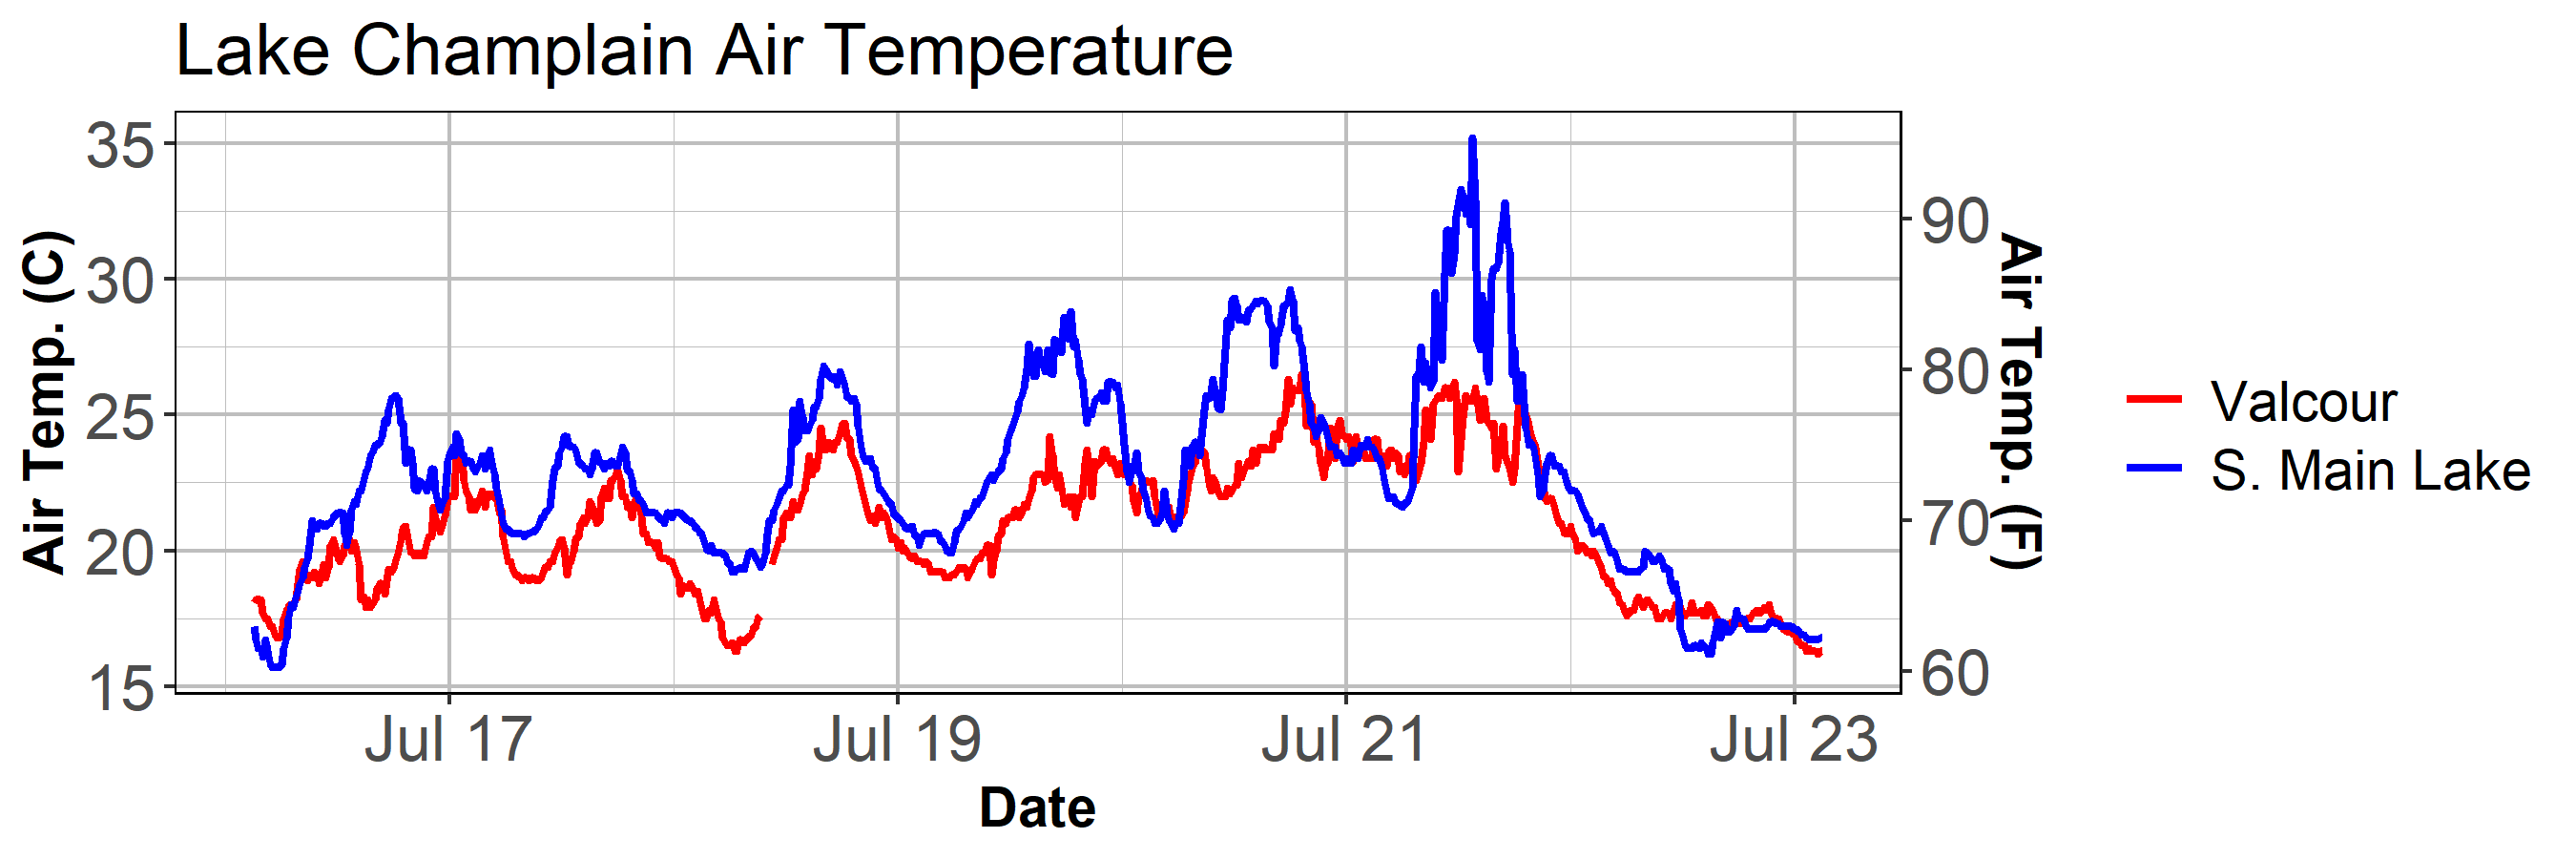 Lake Champlain Air Temperature
Air Temp. (C)
35
30
25
20
15
90
80
70
60
Air Temp. (F)
Jul 17
Jul 19
Jul 21
Jul 23
Date
Valcour
S. Main Lake